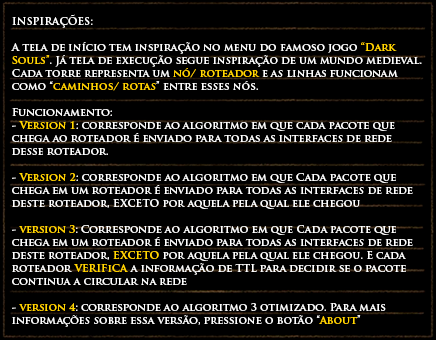 INSPIRAÇÕES:
A TELA DE INÍCIO TEM INSPIRAÇÃO NO MENU DO FAMOSO JOGO "DARK
SOULS". JÁ TELA DE EXECUÇÃO SEGUE INSPIRAÇÃO DE UM MUNDO MEDIEVAL.
CADA TORRE REPRESENTA UM NÓ/ ROTEADOR E AS LINHAS FUNCIONAM
COMO "CAMINHOS/ ROTAS" ENTRE ESSES NÓS.
FUNCIONAMENTO:
- VERSION 1: CORRESPONDE AO ALGORITMO EM QUE CADA PACOTE QUE
CHEGA AO ROTEADOR É ENVIADO PARA TODAS AS INTERFACES DE REDE
DESSE ROTEADOR.
- VERSION 2: CORRESPONDE AO ALGORITMO EM QUE CADA PACOTE QUE
CHEGA EM UM ROTEADOR É ENVIADO PARA TODAS AS INTERFACES DE REDE
DESTE ROTEADOR, EXCETO POR AQUELA PELA QUAL ELE CHEGOU
- VERSION 3: CORRESPONDE AO ALGORITMO EM QUE CADA PACOTE QUE
CHEGA EM UM ROTEADOR É ENVIADO PARA TODAS AS INTERFACES DE REDE
DESTE ROTEADOR, EXCETO POR AQUELA PELA QUAL ELE CHEGOU. E CADA
ROTEADOR VERIFICA A INFORMAÇÃO DE TTL PARA DECIDIR SE O PACOTE
CONTINUA A CIRCULAR NA REDE
- VERSION 4: CORRESPONDE AO ALGORITMO 3 OTIMIZADO. PARA MAIS
INFORMAÇÕES SOBRE ESSA VERSÃO, PRESSIONE O BOTÃO "ABOUT"